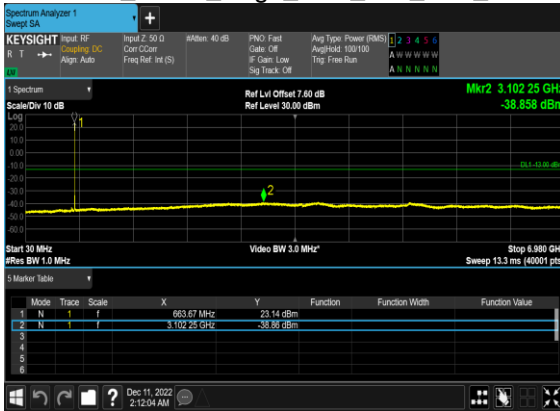 Spectrum Analyzer 1
Swept SA
+
KEYSIGHT Input: RF Input Z: 50 Ω #Atten: 40 dB PNO: Fast Avg Type: Power (RMS) 1 2 3 4 5 6
R T Coupling: DC Corr CCorr Gate: Off Avg|Hold: 100/100 A W W W W W
Align: Auto Freq Ref: Int (S) IF Gain: Low Trig: Free Run
Sig Track: Off A N N N N N
LXI
1 Spectrum
Ref Lvl Offset 7.60 dB Mkr2 3.102 25 GHz
Scale/Div 10 dB Ref Level 30.00 dBm -38.858 dBm
Log
1
20.0
10.0
0.00
-10.0
DL1 -13.00 dBm
-20.0
-30.0
2
-40.0
-50.0
-60.0
Start 30 MHz Video BW 3.0 MHz* Stop 6.980 GH
#Res BW 1.0 MHz Sweep 13.3 ms (40001 pts
5 Marker Table
Mode Trace Scale X Y Function Function Width Function Value
1 N 1 f 663.67 MHz 23.14 dBm
2 N 1 f 3.102 25 GHz -38.86 dBm
3
4
5
6
? Dec 11, 2022
2:12:04 AM